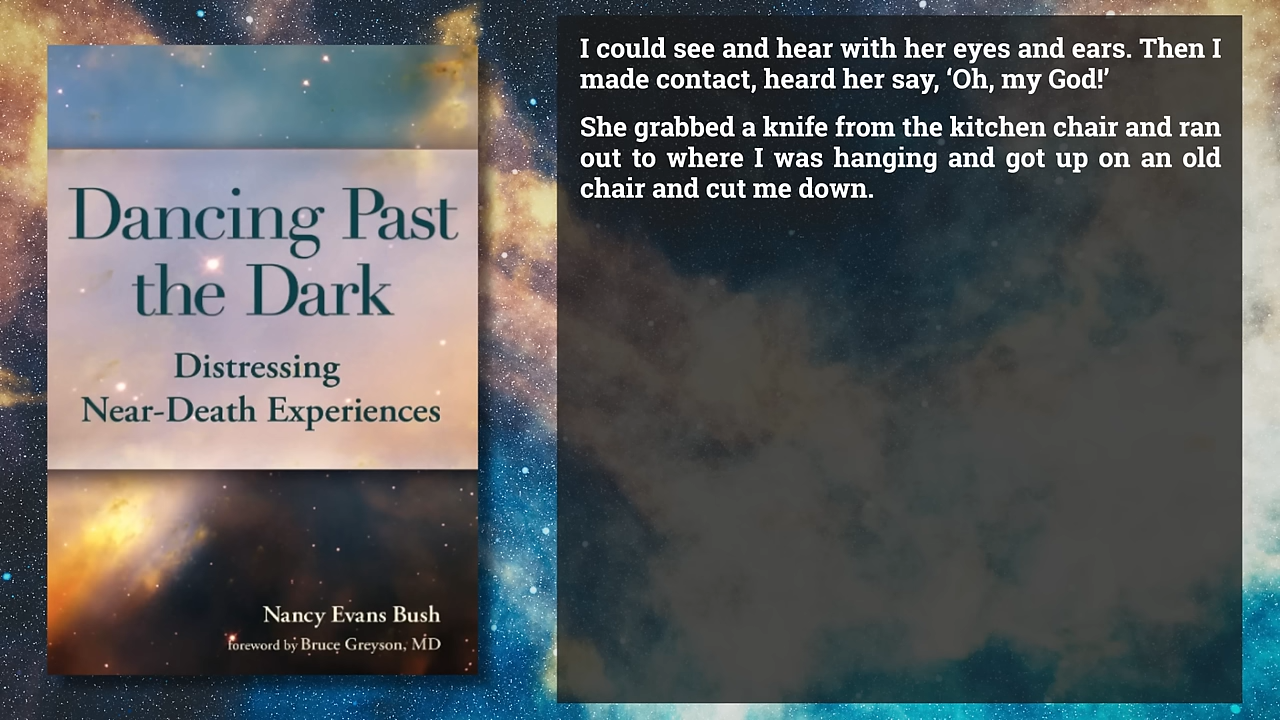 Dancing Past
the Dark
Distressing
Near-Death Experiences
Nancy Evans Bush
foreword by Bruce Greyson, MD
I could see and hear with her eyes and ears. Then I
made contact, heard her say, ‘Oh, my God!’
She grabbed a knife from the kitchen chair and ran
out to where I was hanging and got up on an old
chair and cut me down.